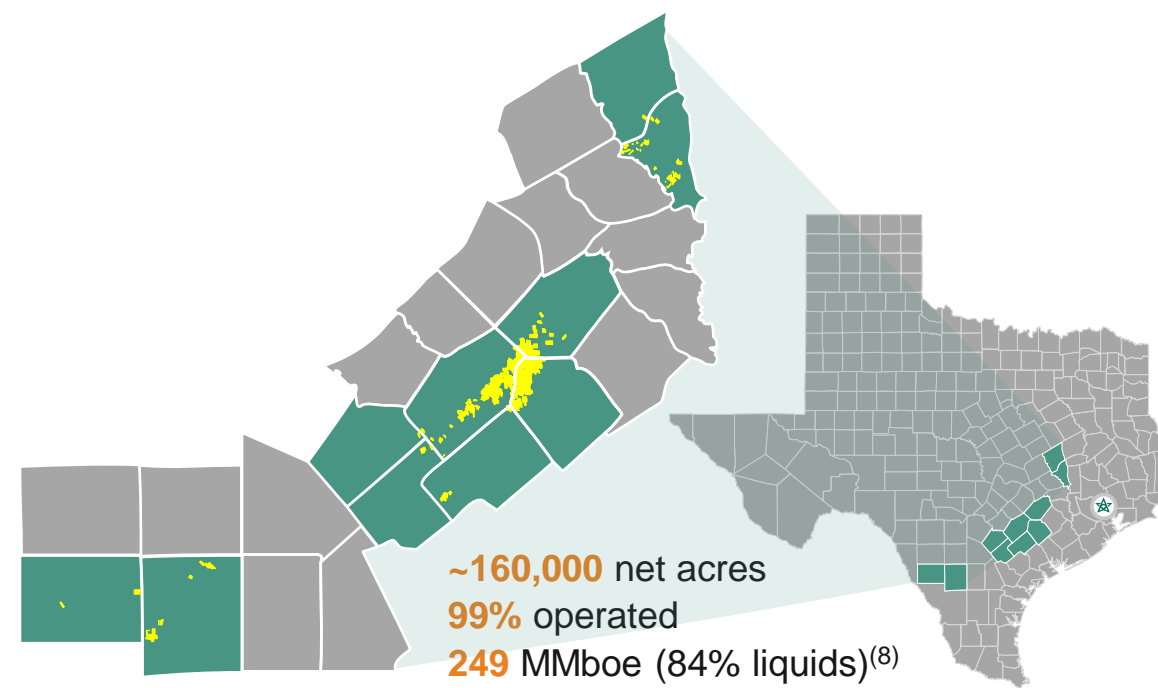 ~160,000 net acres
99% operated
249 MMboe (84% liquids)(8)